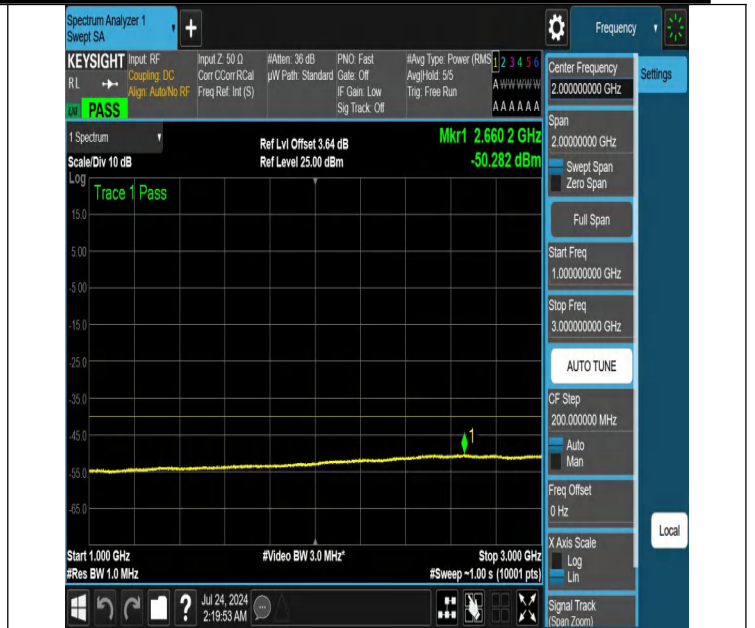 Spectrum Analyzer 1
Swept SA
Frequency
KEYSIGHT
RL
PASS
Input: RF
Coupling: DC
Align: Auto/No RF
Input Z: 50 Ω
Corr CCorr RCal
Freq Ref: Int (S)
#Atten: 36 dB
µW Path: Standard
PNO: Fast
Gate: Off
IF Gain: Low
Sig Track: Off
#Avg Type: Power (RMS
Avg|Hold: 5/5
Trig: Free Run
1 2 3 4 5 6
A W W W W W
A A A A A A
1 Spectrum
Scale/Div 10 dB
Ref Lvl Offset 3.64 dB
Ref Level 25.00 dBm
Mkr1 2.660 2 GHz
-50.282 dBm
Log
Trace 1 Pass
15.0
5.00
-5.00
-15.0
-25.0
-35.0
-45.0
-55.0
-65.0
1
Start 1.000 GHz
#Res BW 1.0 MHz
#Video BW 3.0 MHz*
Stop 3.000 GHz
#Sweep ~1.00 s (10001 pts)
Center Frequency
2.000000000 GHz
Settings
Span
2.00000000 GHz
Swept Span
Zero Span
Full Span
Start Freq
1.000000000 GHz
Stop Freq
3.000000000 GHz
AUTO TUNE
CF Step
200.000000 MHz
Auto
Man
Freq Offset
0 Hz
X Axis Scale
Log
Lin
Local
Signal Track
(Span Zoom)
?
Jul 24, 2024
2:19:53 AM